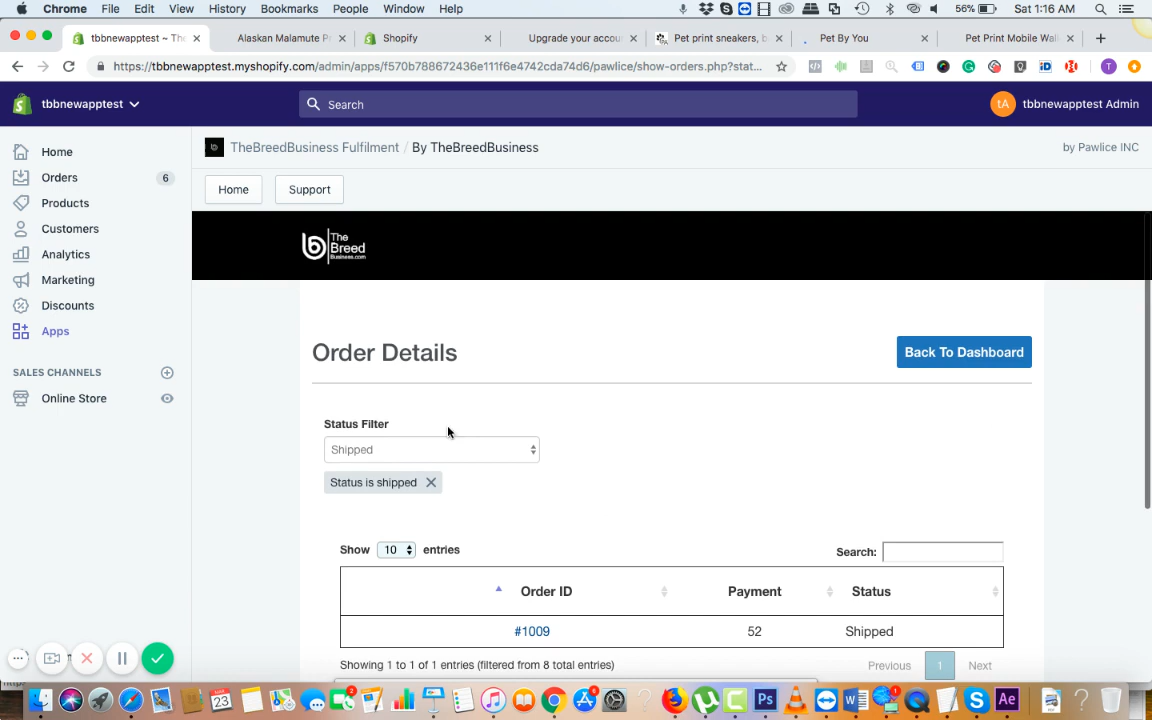 Chrome File Edit View History Bookmarks People Window Help
56% Sat 1:16 AM
tbbnewapptest ~ The
Alaskan Malamute P
Shopify
Upgrade your accou
Pet print sneakers, b
Pet By You
Pet Print Mobile Wal
https://tbbnewapptest.myshopify.com/admin/apps/f570b788672436e111f6e4742cda74d6/pawlice/show-orders.php?stat...
tbbnewapptest
Search
tA tbbnewapptest Admin
Home
Orders 6
Products
Customers
Analytics
Marketing
Discounts
Apps
SALES CHANNELS
Online Store
TheBreedBusiness Fulfilment / By TheBreedBusiness
by Pawlice INC
Home Support
The
Breed
Business.com
Order Details
Back To Dashboard
Status Filter
Shipped
Status is shipped
Show 10 entries
Search:
Order ID Payment Status
#1009 52 Shipped
Showing 1 to 1 of 1 entries (filtered from 8 total entries)
Previous 1 Next